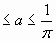 ≤ a ≤ 1/π